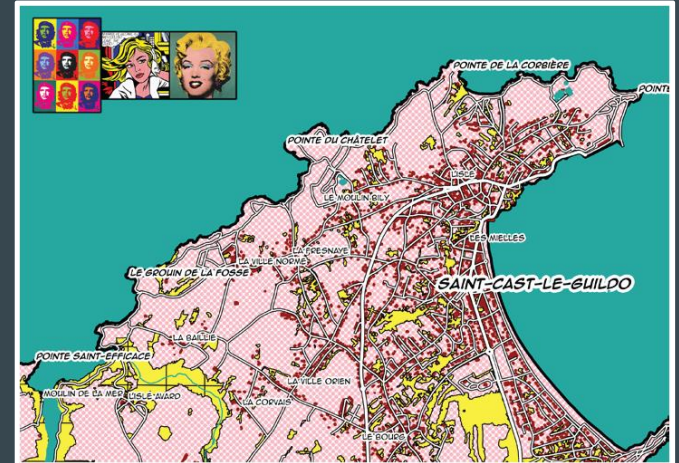 POINTE DE LA CORBIÈRE
POINTE
POINTE DU CHÂTELET
L'ISLE
LE MOULIN BILY
LES MIELLES
LA FRESNAYE
LA VILLE NORME
LE GROUIN DE LA FOSSE
SAINT-CAST-LE-GUILDO
LA BAILLIE
POINTE SAINT-EFFICACE
LA VILLE ORIEN
MOULIN DE LA MER
L'ISLE AVARD
LA CORVAIS
LE BOURG